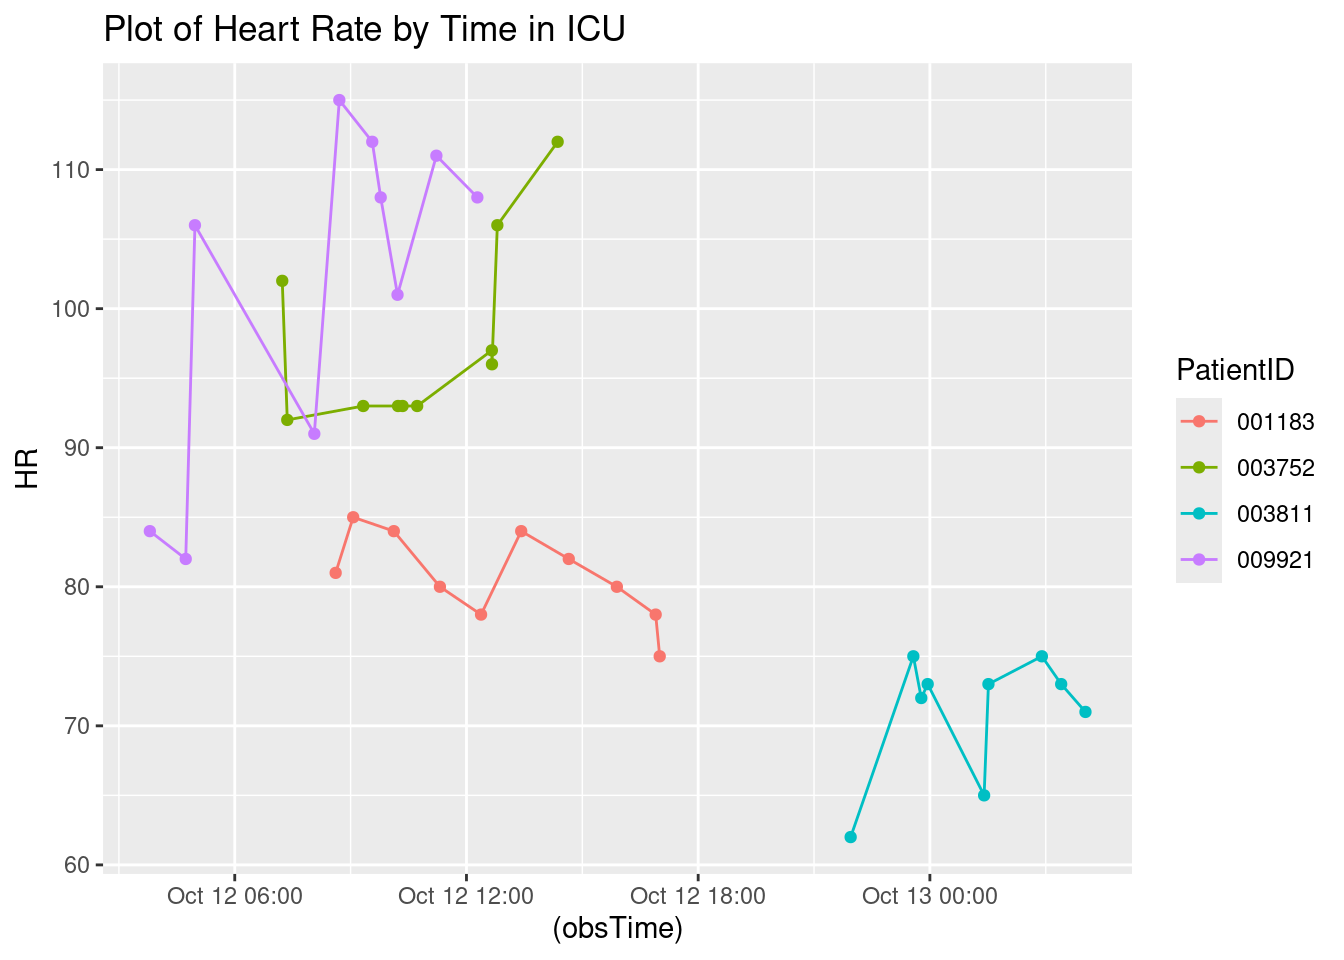 Plot of Heart Rate by Time in ICU
110
100
90
80
70
60
HR
Oct 12 06:00
Oct 12 12:00
Oct 12 18:00
Oct 13 00:00
(obsTime)
PatientID
001183
003752
003811
009921